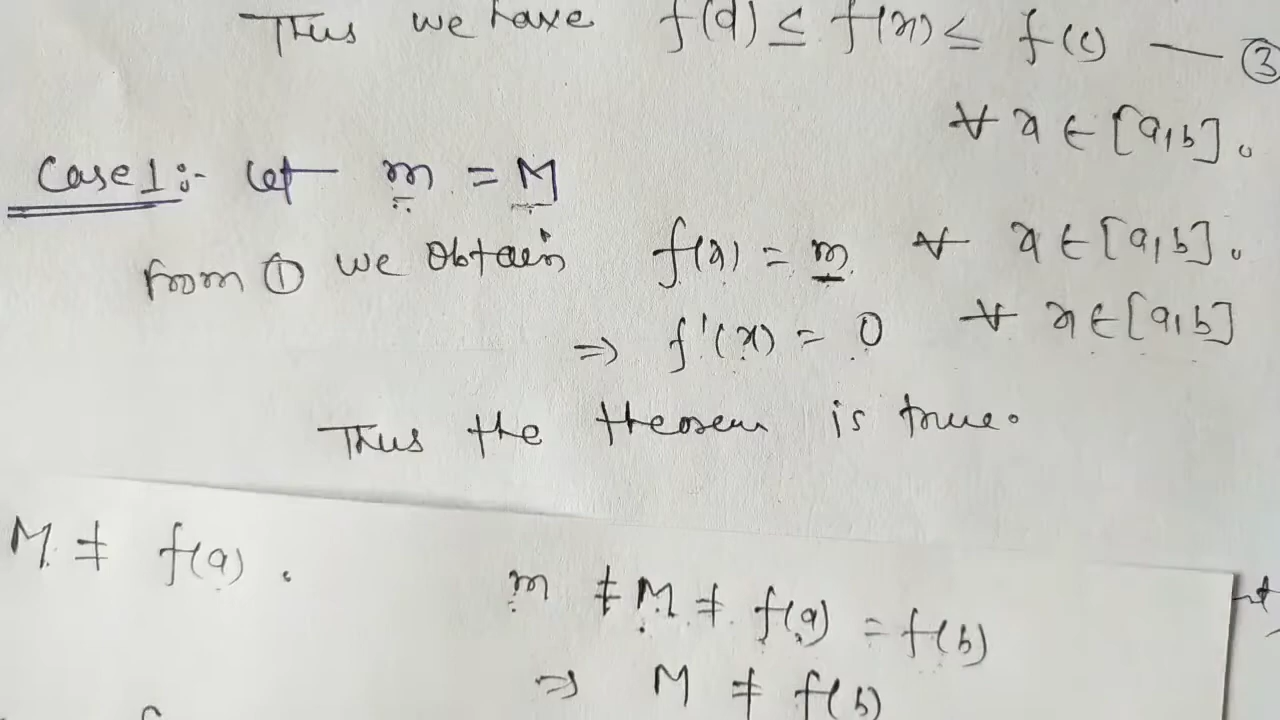 Thus we have f(d) ≤ f(x) ≤ f(c) — ③
∀ x ∈ [a,b].
Case 1:- Let m = M
From ① we obtain f(x) = m ∀ x ∈ [a,b].
⇒ f'(x) = 0 ∀ x ∈ [a,b]
Thus the theorem is true.
M ≠ f(a).
m ≠ M ≠ f(a) = f(b)
⇒ M ≠ f(b)